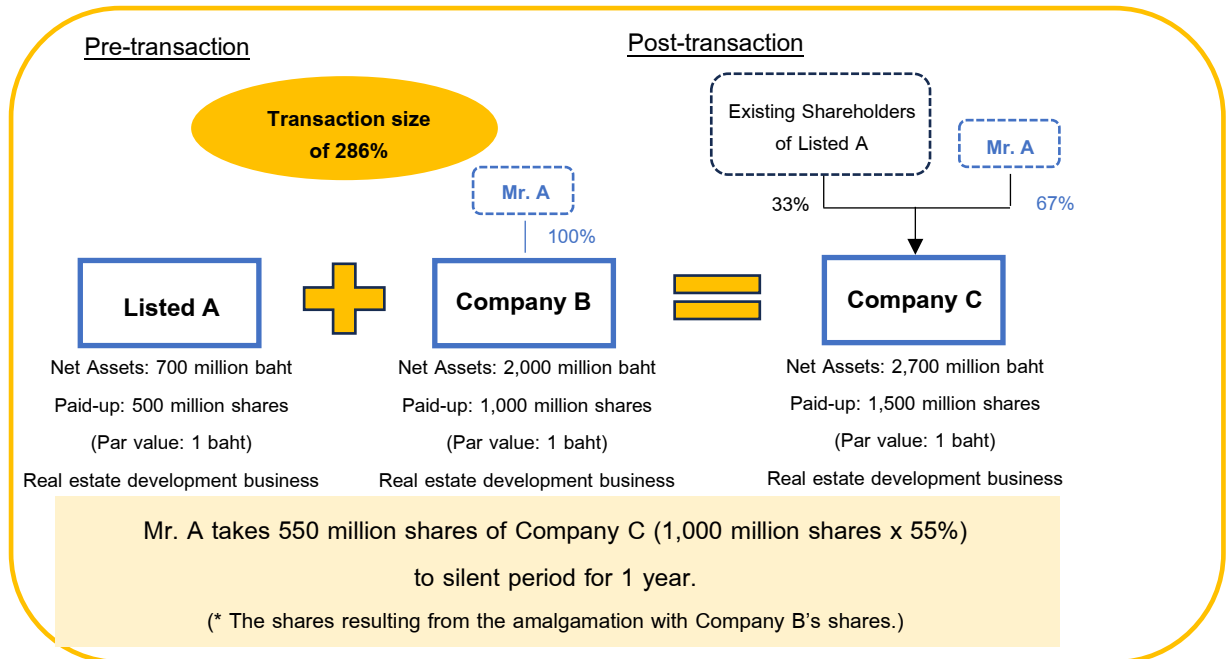 Pre-transaction
Post-transaction
Transaction size
of 286%
Existing Shareholders
of Listed A
Mr. A
Mr. A
33%
67%
100%
Listed A
Company B
Company C
Net Assets: 700 million baht
Paid-up: 500 million shares
(Par value: 1 baht)
Real estate development business
Net Assets: 2,000 million baht
Paid-up: 1,000 million shares
(Par value: 1 baht)
Real estate development business
Net Assets: 2,700 million baht
Paid-up: 1,500 million shares
(Par value: 1 baht)
Real estate development business
Mr. A takes 550 million shares of Company C (1,000 million shares x 55%)
to silent period for 1 year.
(* The shares resulting from the amalgamation with Company B's shares.)